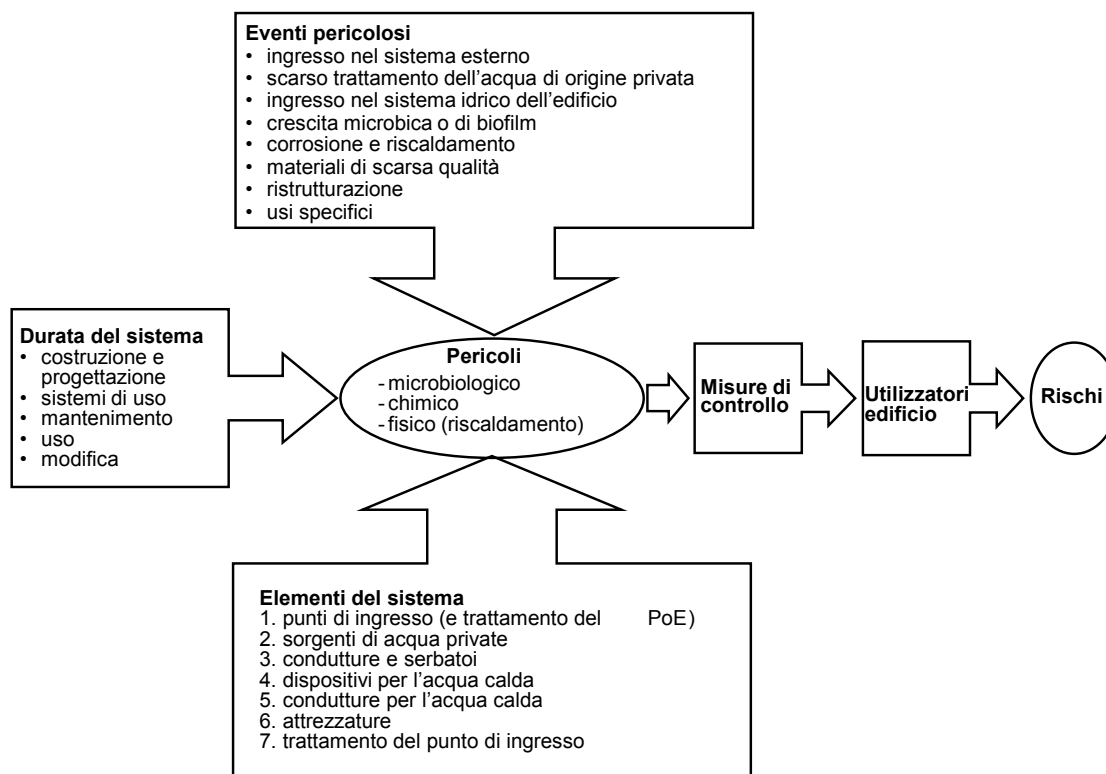 Eventi pericolosi
• ingresso nel sistema esterno
• scarso trattamento dell'acqua di origine privata
• ingresso nel sistema idrico dell'edificio
• crescita microbica o di biofilm
• corrosione e riscaldamento
• materiali di scarsa qualità
• ristrutturazione
• usi specifici
Durata del sistema
• costruzione e
progettazione
• sistemi di uso
• mantenimento
• uso
• modifica
Pericoli
- microbiologico
- chimico
- fisico (riscaldamento)
Misure di
controllo
Utilizzatori
edificio
Rischi
Elementi del sistema
1. punti di ingresso (e trattamento del PoE)
2. sorgenti di acqua private
3. condutture e serbatoi
4. dispositivi per l'acqua calda
5. condutture per l'acqua calda
6. attrezzature
7. trattamento del punto di ingresso